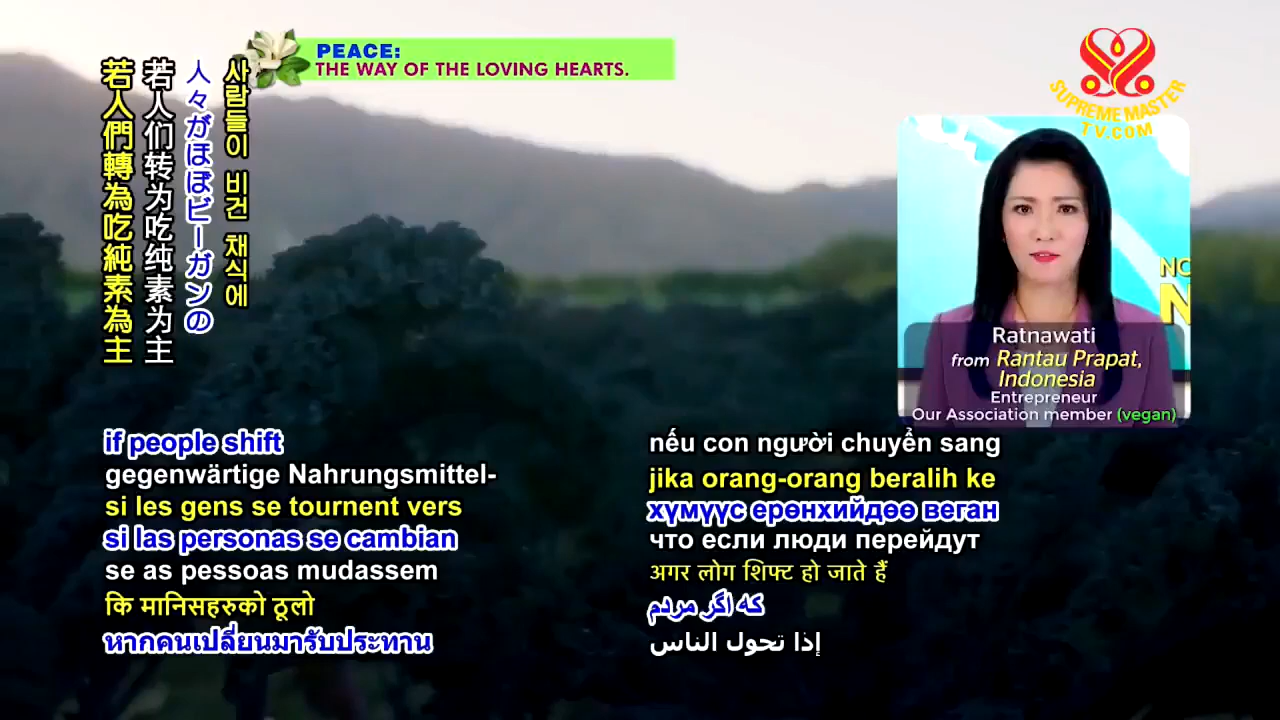 PEACE:
THE WAY OF THE LOVING HEARTS.
SUPREME MASTER
TV.COM
若人們轉為吃純素為主
若人们转为吃纯素为主
人々がほぼビーガンの
사람들이 비건 채식에
NO
N
Ratnawati
from Rantau Prapat,
Indonesia
Entrepreneur
Our Association member (vegan)
if people shift
gegenwärtige Nahrungsmittel-
si les gens se tournent vers
si las personas se cambian
se as pessoas mudassem
कि मानिसहरुको ठूलो
หากคนเปลี่ยนมารับประทาน
nếu con người chuyển sang
jika orang-orang beralih ke
хүмүүс ерөнхийдөө веган
что если люди перейдут
अगर लोग शिफ्ट हो जाते हैं
که اگر مردم
إذا تحول الناس